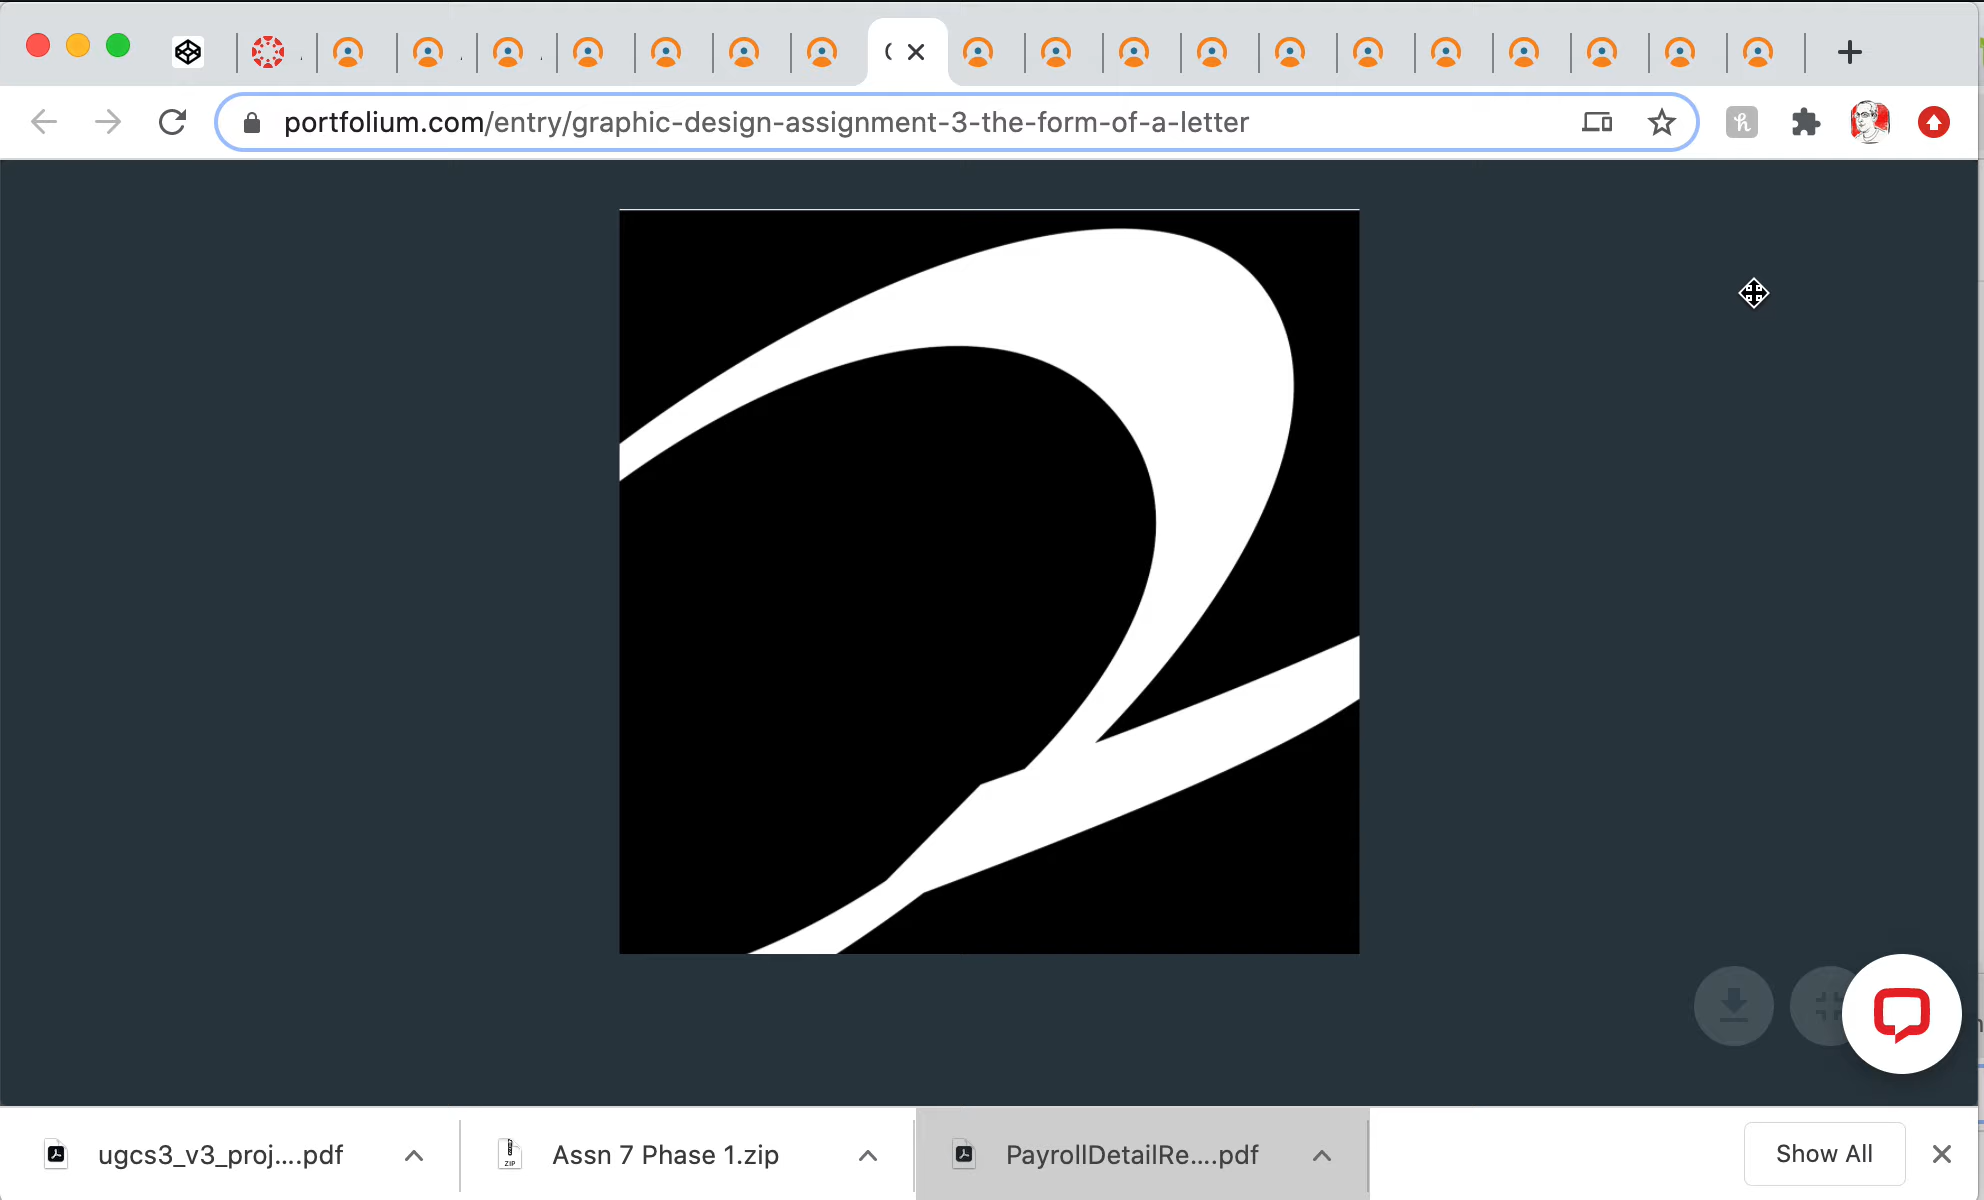 portfolium.com/entry/graphic-design-assignment-3-the-form-of-a-letter
ugcs3_v3_proj....pdf
ZIP
Assn 7 Phase 1.zip
PayrollDetailRe....pdf
Show All